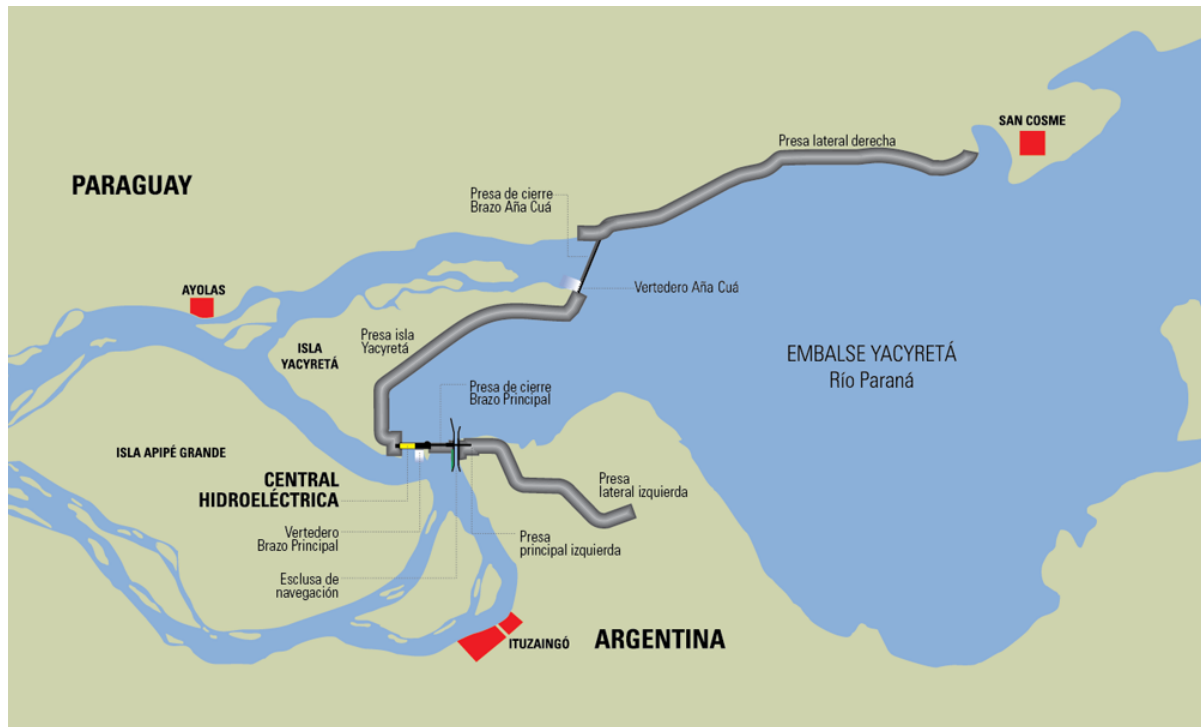 SAN COSME
Presa lateral derecha
PARAGUAY
Presa de cierre
Brazo Aña Cuá
AYOLAS
Vertedero Aña Cuá
Presa isla
Yacyretá
ISLA
YACYRETÁ
EMBALSE YACYRETÁ
Río Paraná
Presa de cierre
Brazo Principal
ISLA APIPÉ GRANDE
CENTRAL
HIDROELÉCTRICA
Presa
lateral izquierda
Vertedero
Brazo Principal
Presa
principal izquierda
Esclusa de
navegación
ITUZAINGÓ
ARGENTINA